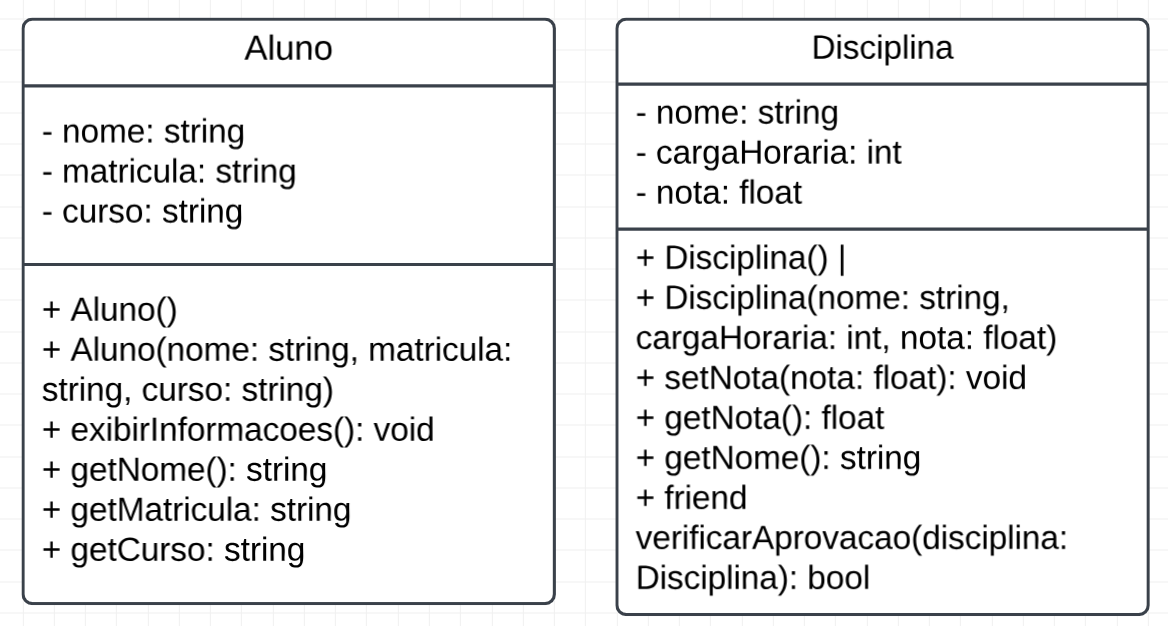 Aluno
- nome: string
- matricula: string
- curso: string
+ Aluno()
+ Aluno(nome: string, matricula:
string, curso: string)
+ exibirInformacoes(): void
+ getNome(): string
+ getMatricula: string
+ getCurso: string
Disciplina
- nome: string
- cargaHoraria: int
- nota: float
+ Disciplina() |
+ Disciplina(nome: string,
cargaHoraria: int, nota: float)
+ setNota(nota: float): void
+ getNota(): float
+ getNome(): string
+ friend
verificarAprovacao(disciplina:
Disciplina): bool